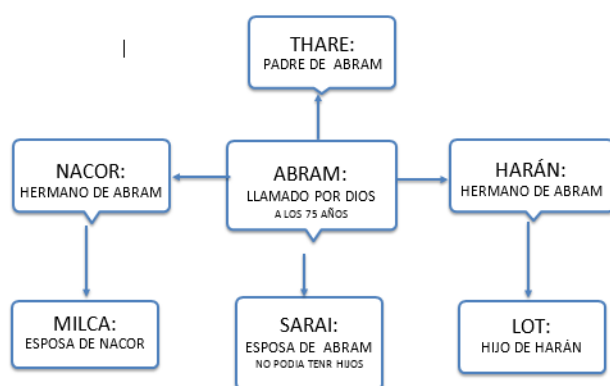 THARE:
PADRE DE ABRAM
NACOR:
HERMANO DE ABRAM
ABRAM:
LLAMADO POR DIOS
A LOS 75 AÑOS
HARÁN:
HERMANO DE ABRAM
MILCA:
ESPOSA DE NACOR
SARAI:
ESPOSA DE ABRAM
NO PODIA TENR HIJOS
LOT:
HIJO DE HARÁN